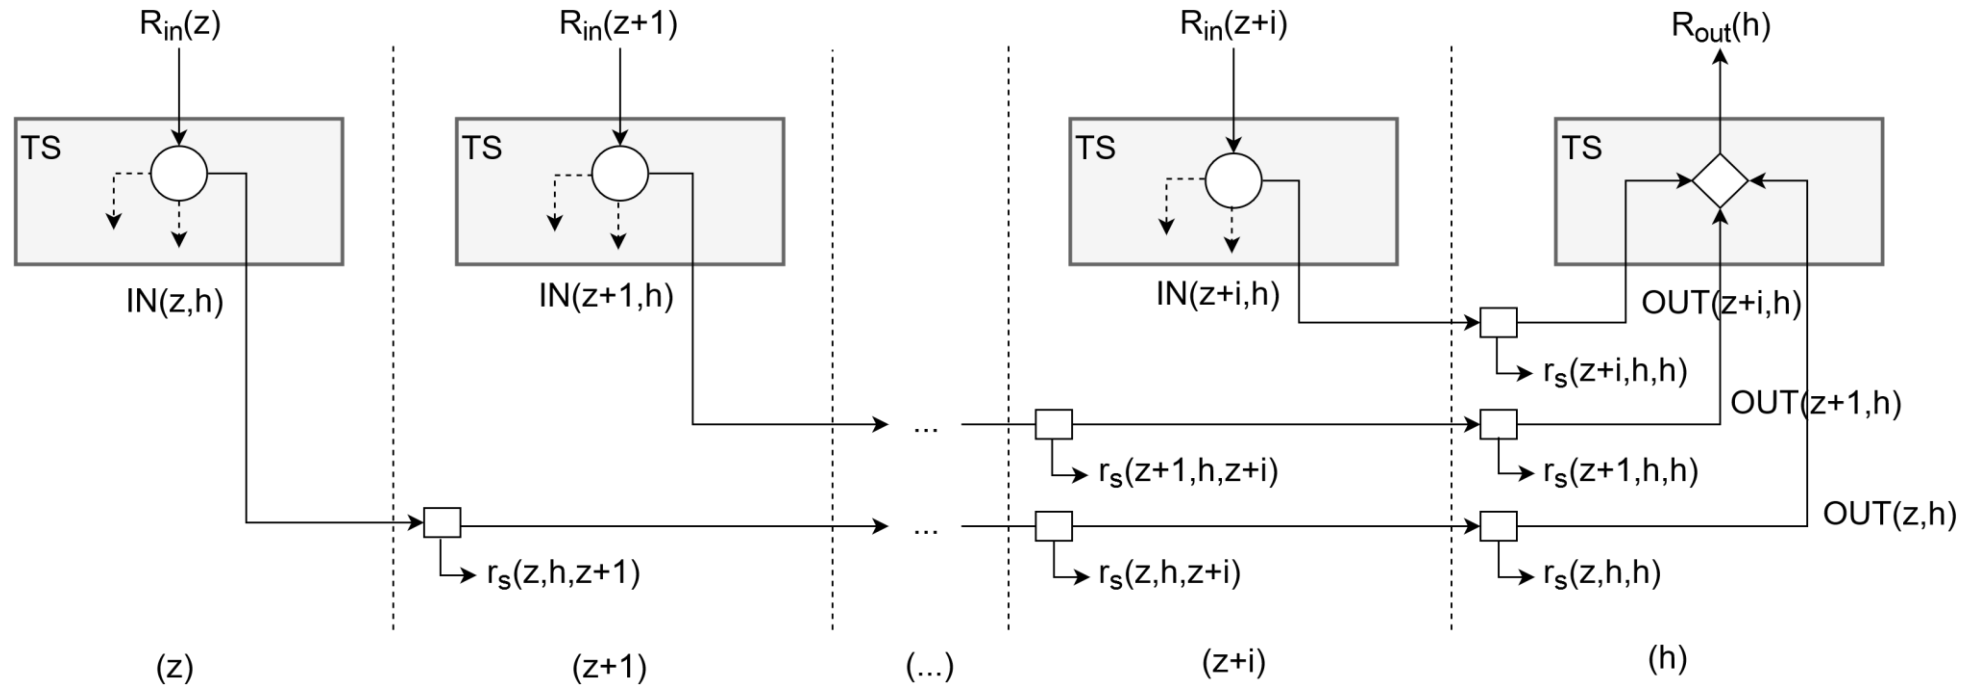 R_in(z) R_in(z+1) R_in(z+i) R_out(h)
TS TS TS TS
IN(z,h) IN(z+1,h) IN(z+i,h) OUT(z+i,h)
r_s(z+i,h,h)
OUT(z+1,h)
...
r_s(z+1,h,z+i) r_s(z+1,h,h)
OUT(z,h)
...
r_s(z,h,z+1) r_s(z,h,z+i) r_s(z,h,h)
(z) (z+1) (...) (z+i) (h)